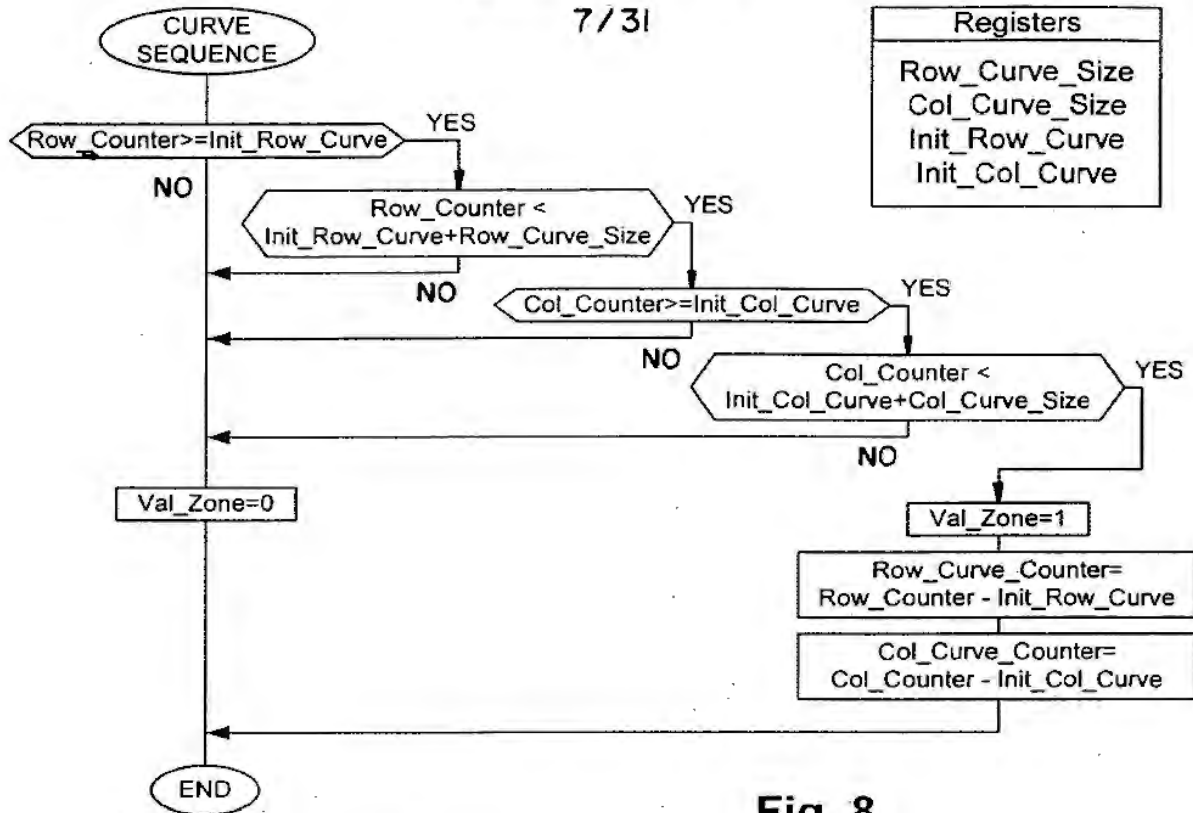 7/31
CURVE
SEQUENCE
Registers
Row_Curve_Size
Col_Curve_Size
Init_Row_Curve
Init_Col_Curve
Row_Counter>=Init_Row_Curve
YES
NO
Row_Counter <
Init_Row_Curve+Row_Curve_Size
YES
NO
Col_Counter>=Init_Col_Curve
YES
NO
Col_Counter <
Init_Col_Curve+Col_Curve_Size
YES
NO
Val_Zone=0
Val_Zone=1
Row_Curve_Counter=
Row_Counter - Init_Row_Curve
Col_Curve_Counter=
Col_Counter - Init_Col_Curve
END
Fig. 8